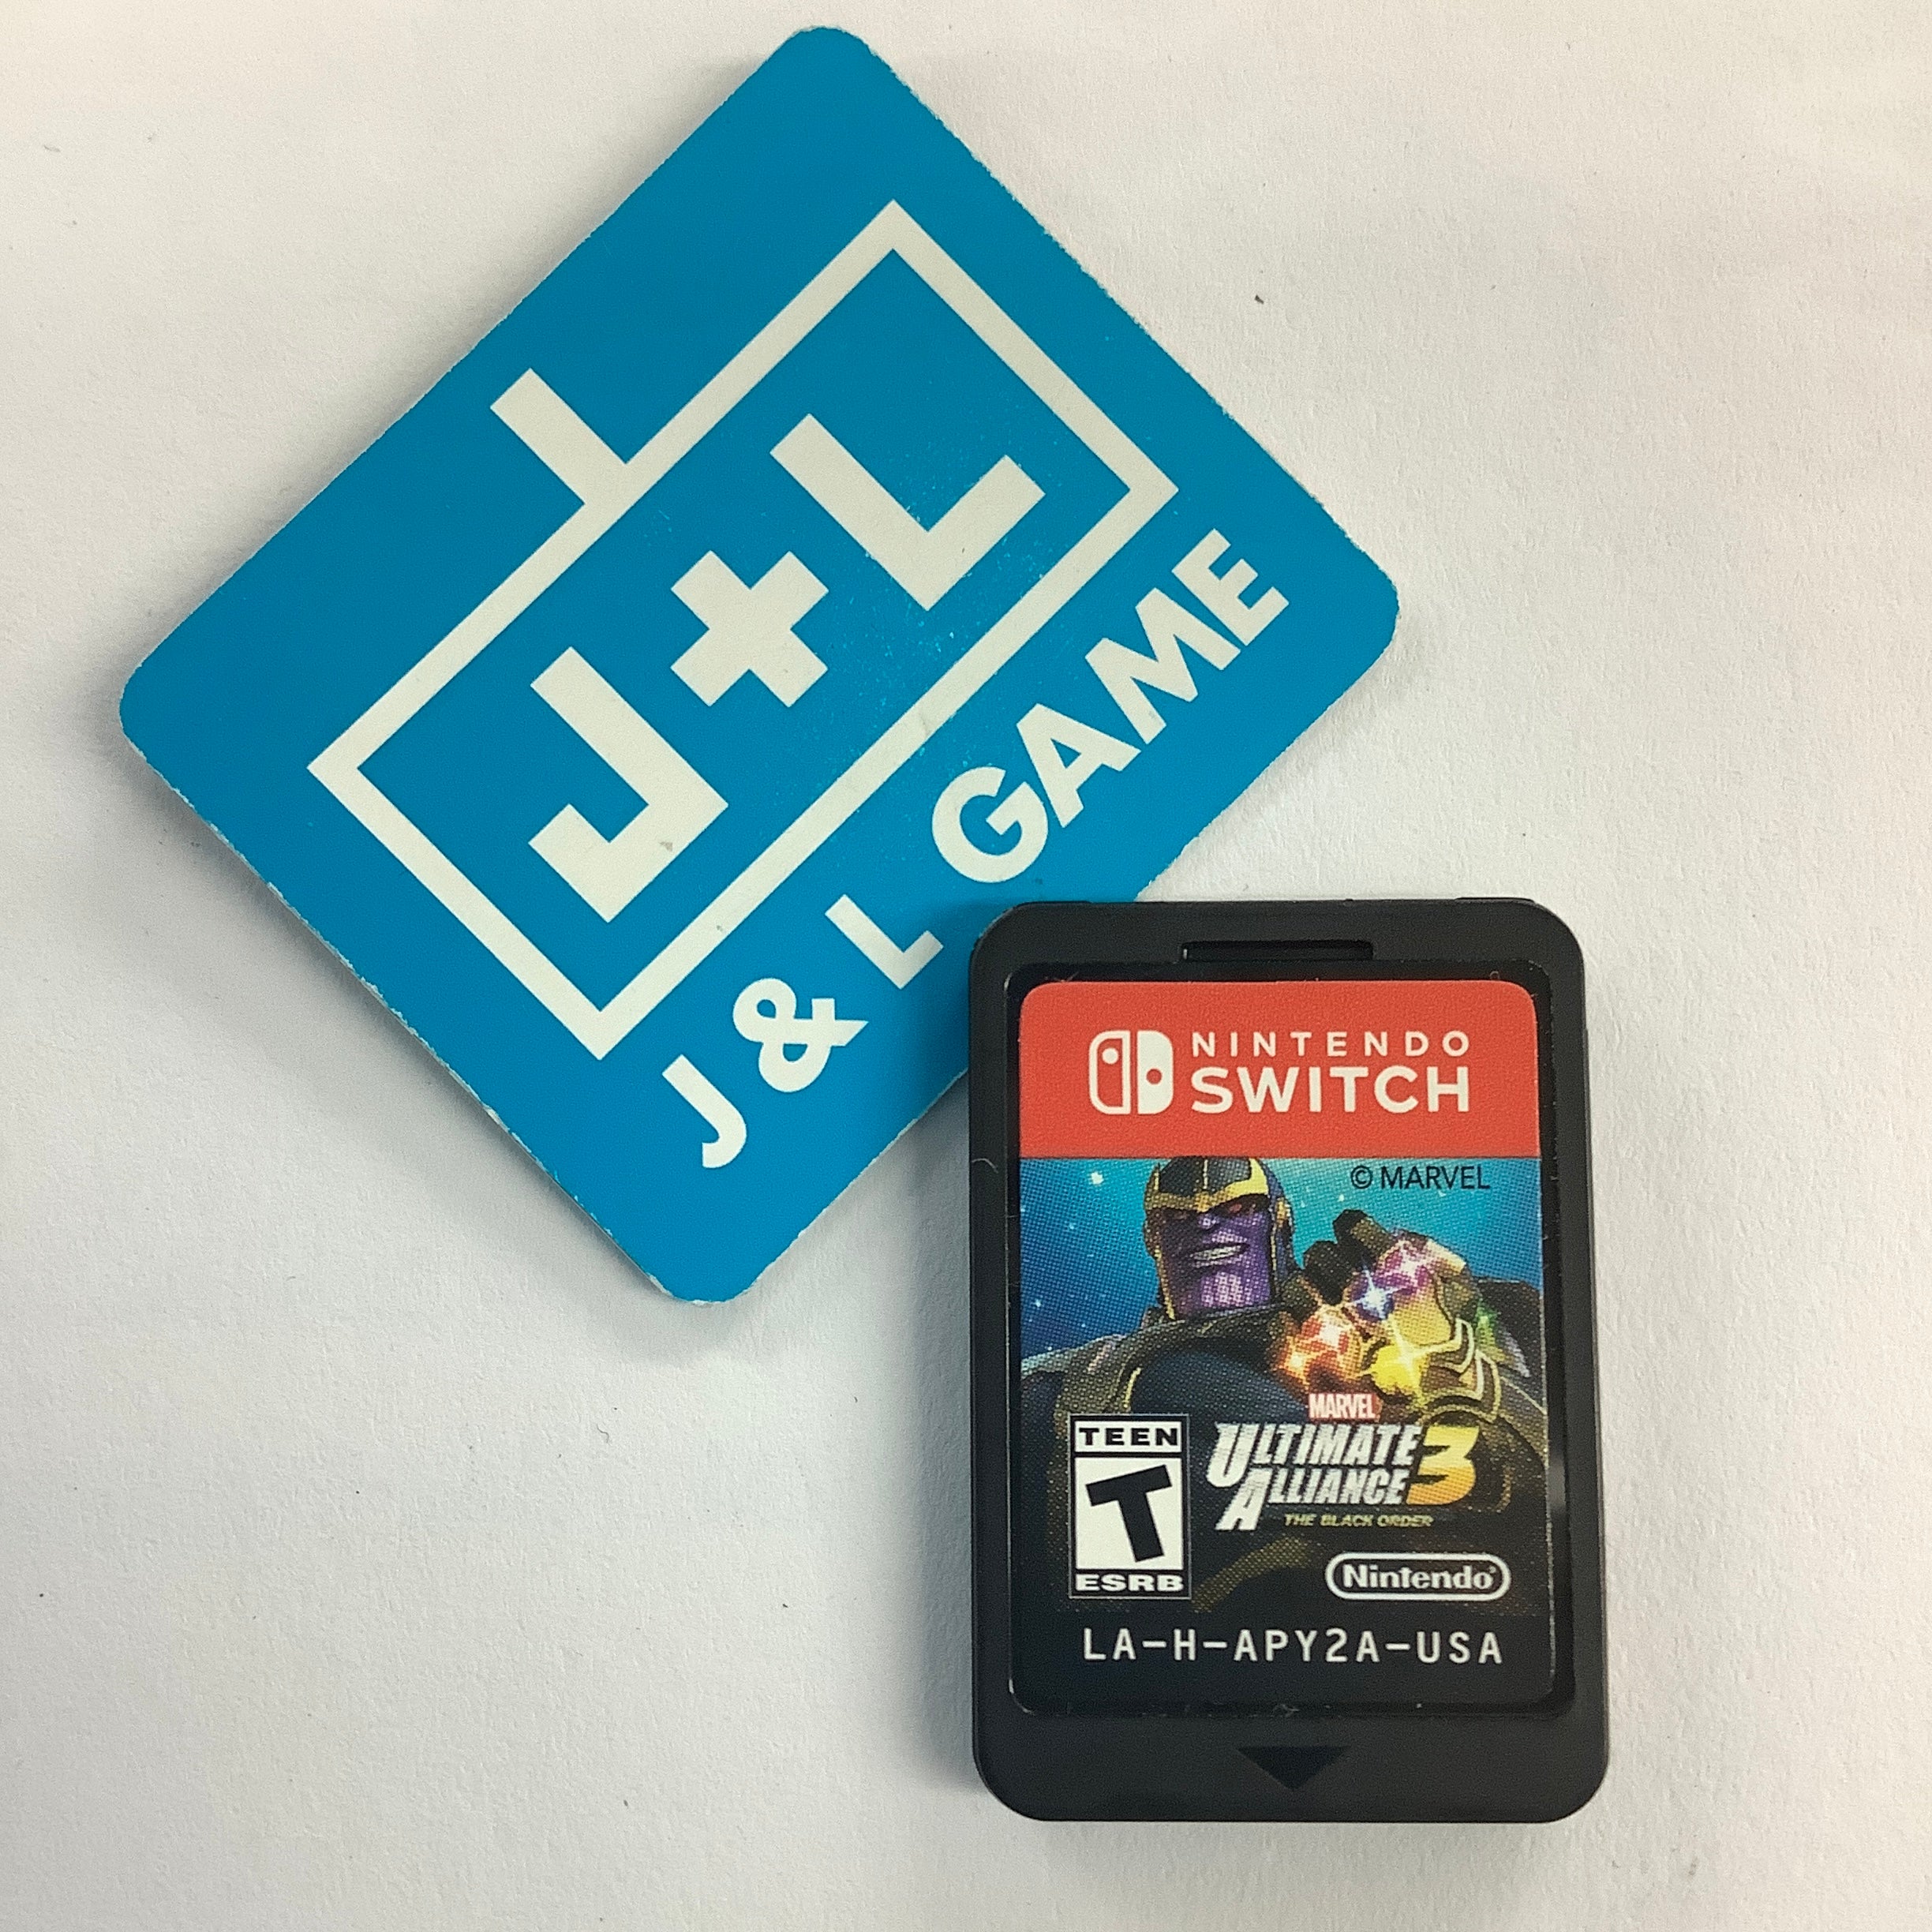 J+L
J & L GAME
NINTENDO
SWITCH
© MARVEL
MARVEL
ULTIMATE
ALLIANCE 3
THE BLACK ORDER
TEEN
T
ESRB
Nintendo
LA-H-APY2A-USA